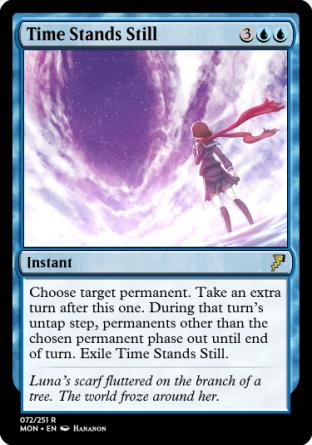 Time Stands Still 3
Instant
Choose target permanent. Take an extra
turn after this one. During that turn's
untap step, permanents other than the
chosen permanent phase out until end
of turn. Exile Time Stands Still.
Luna's scarf fluttered on the branch of a
tree. The world froze around her.
072/251 R
MON • EN Hananon